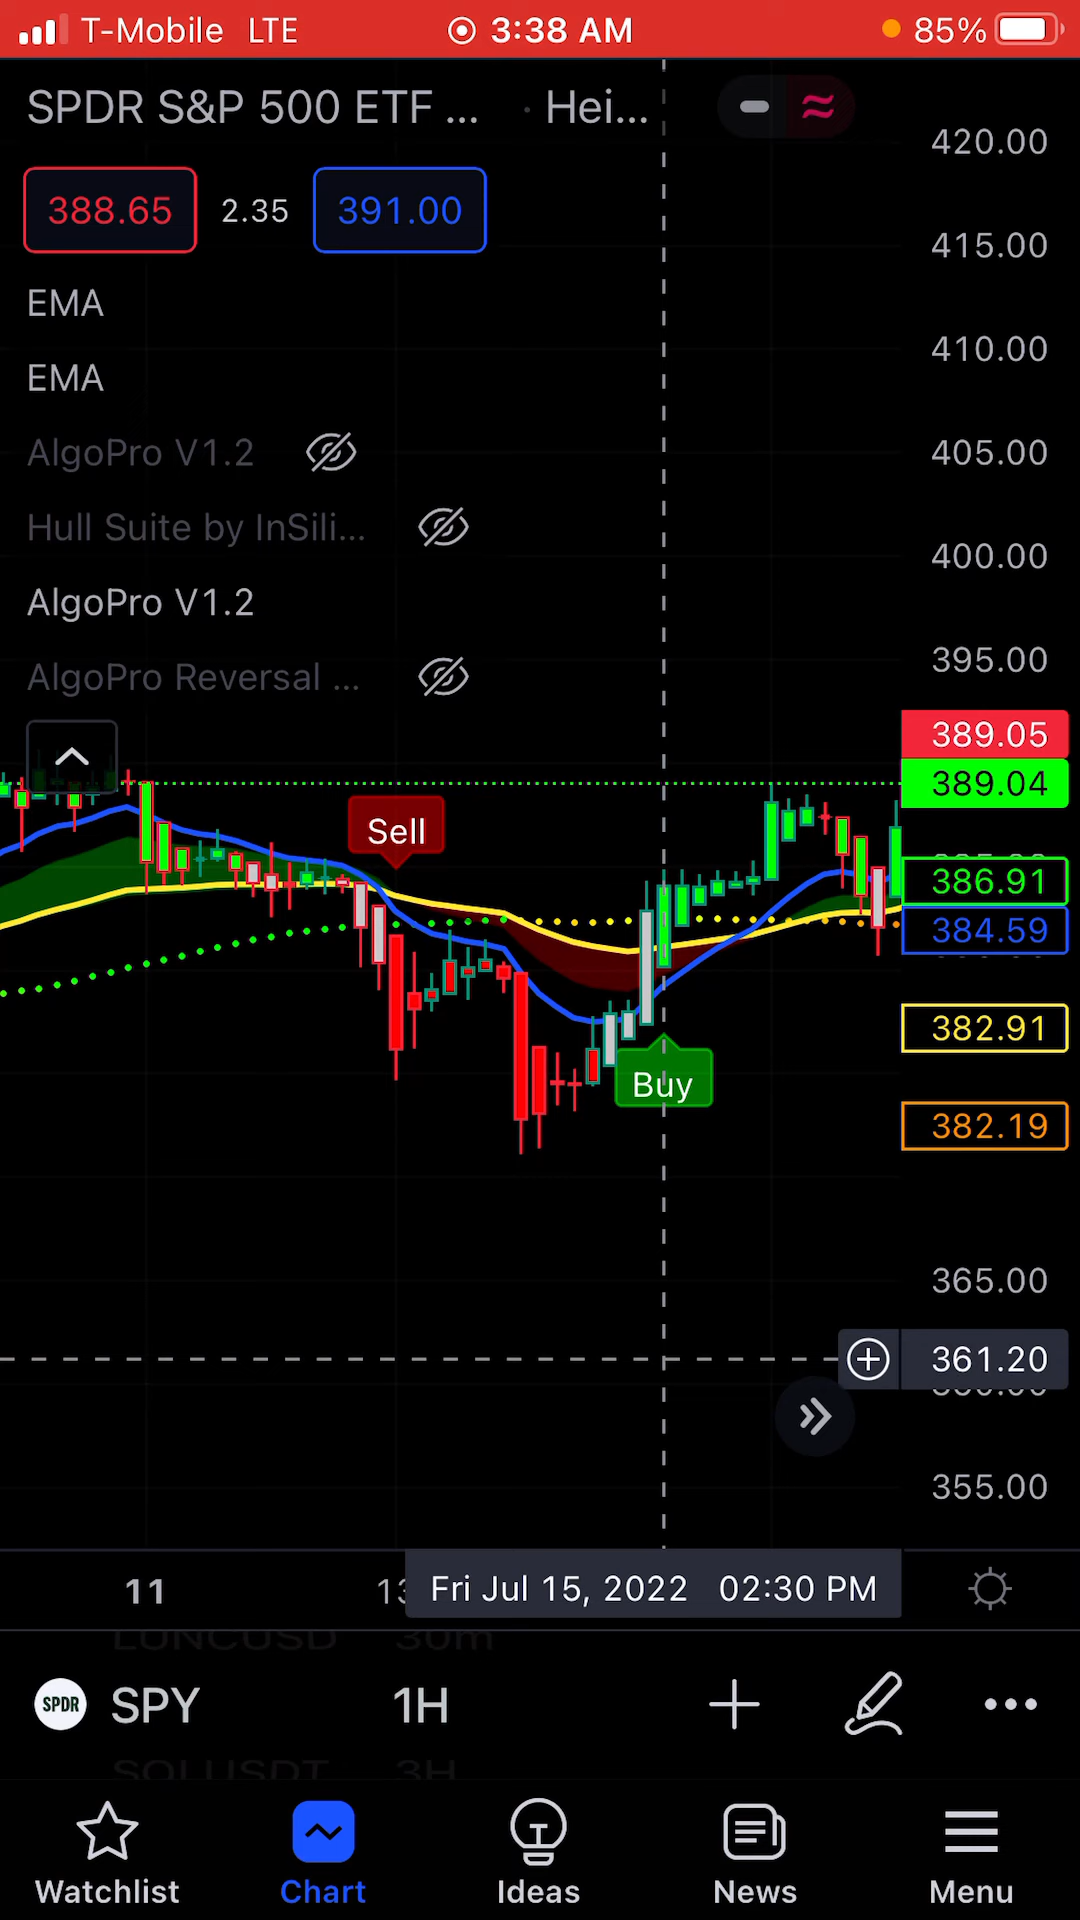 T-Mobile LTE 3:38 AM 85%
SPDR S&P 500 ETF ... · Hei...
420.00
388.65 2.35 391.00
415.00
EMA
410.00
EMA
AlgoPro V1.2
405.00
Hull Suite by InSili...
400.00
AlgoPro V1.2
395.00
AlgoPro Reversal ...
389.05
389.04
Sell
386.91
384.59
382.91
Buy
382.19
365.00
361.20
355.00
11
Fri Jul 15, 2022 02:30 PM
LUNCUSD 30m
SPDR SPY 1H
SOLUSDT 3H
Watchlist Chart Ideas News Menu